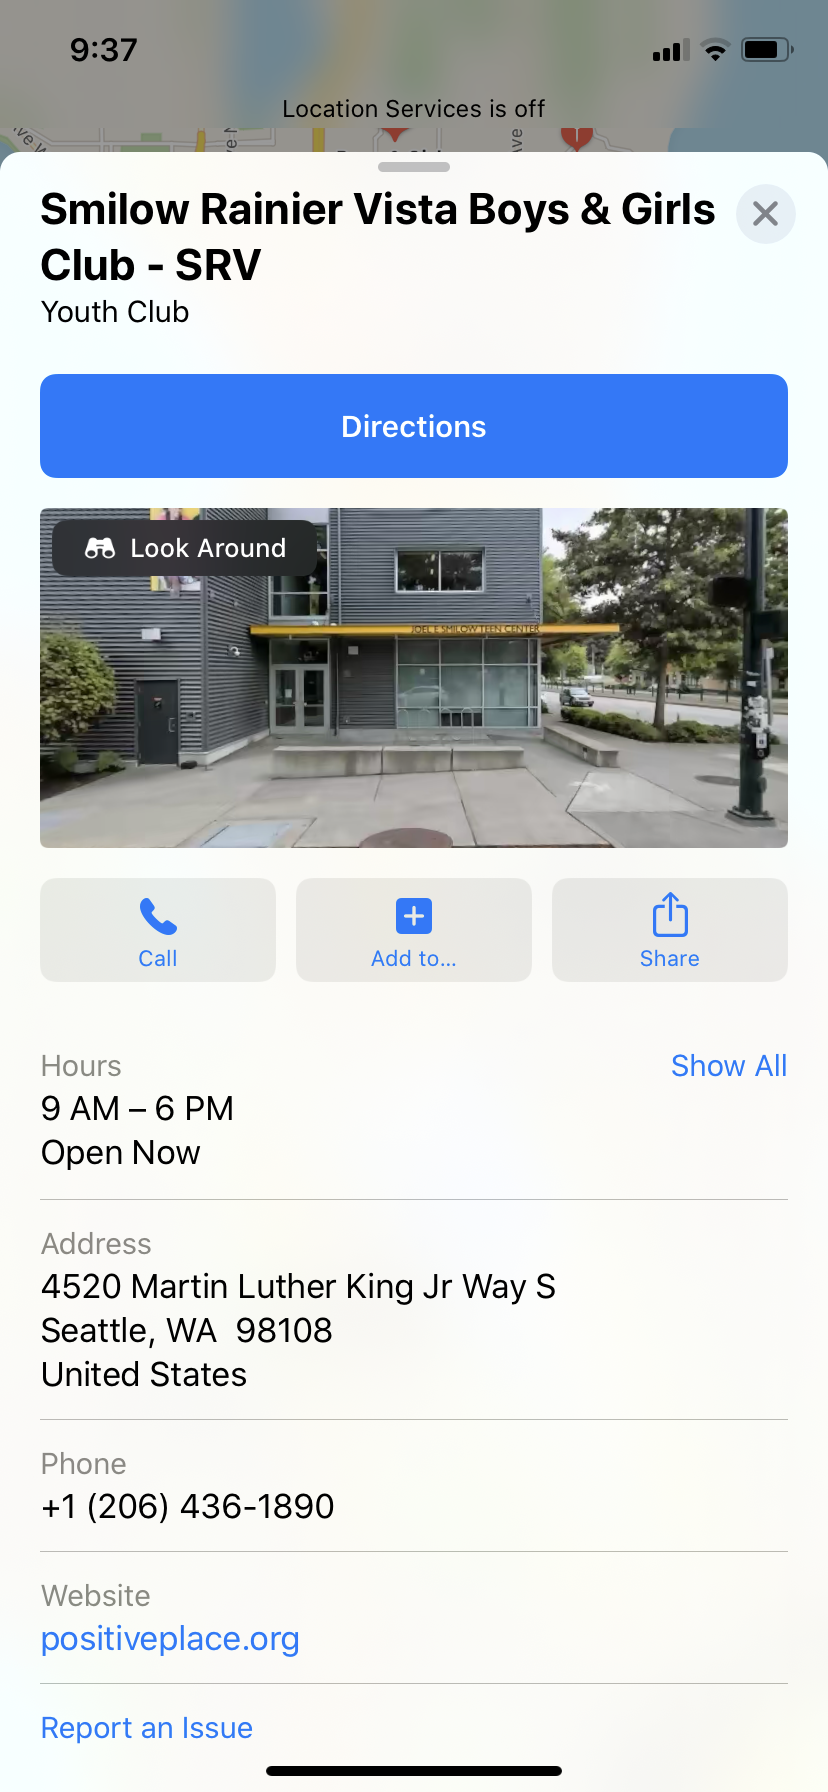 9:37
Location Services is off
Smilow Rainier Vista Boys & Girls
Club - SRV
Youth Club
Directions
Look Around
JOEL E SMILOW TEEN CENTER
Call
Add to...
Share
Hours
Show All
9 AM – 6 PM
Open Now
Address
4520 Martin Luther King Jr Way S
Seattle, WA  98108
United States
Phone
+1 (206) 436-1890
Website
positiveplace.org
Report an Issue